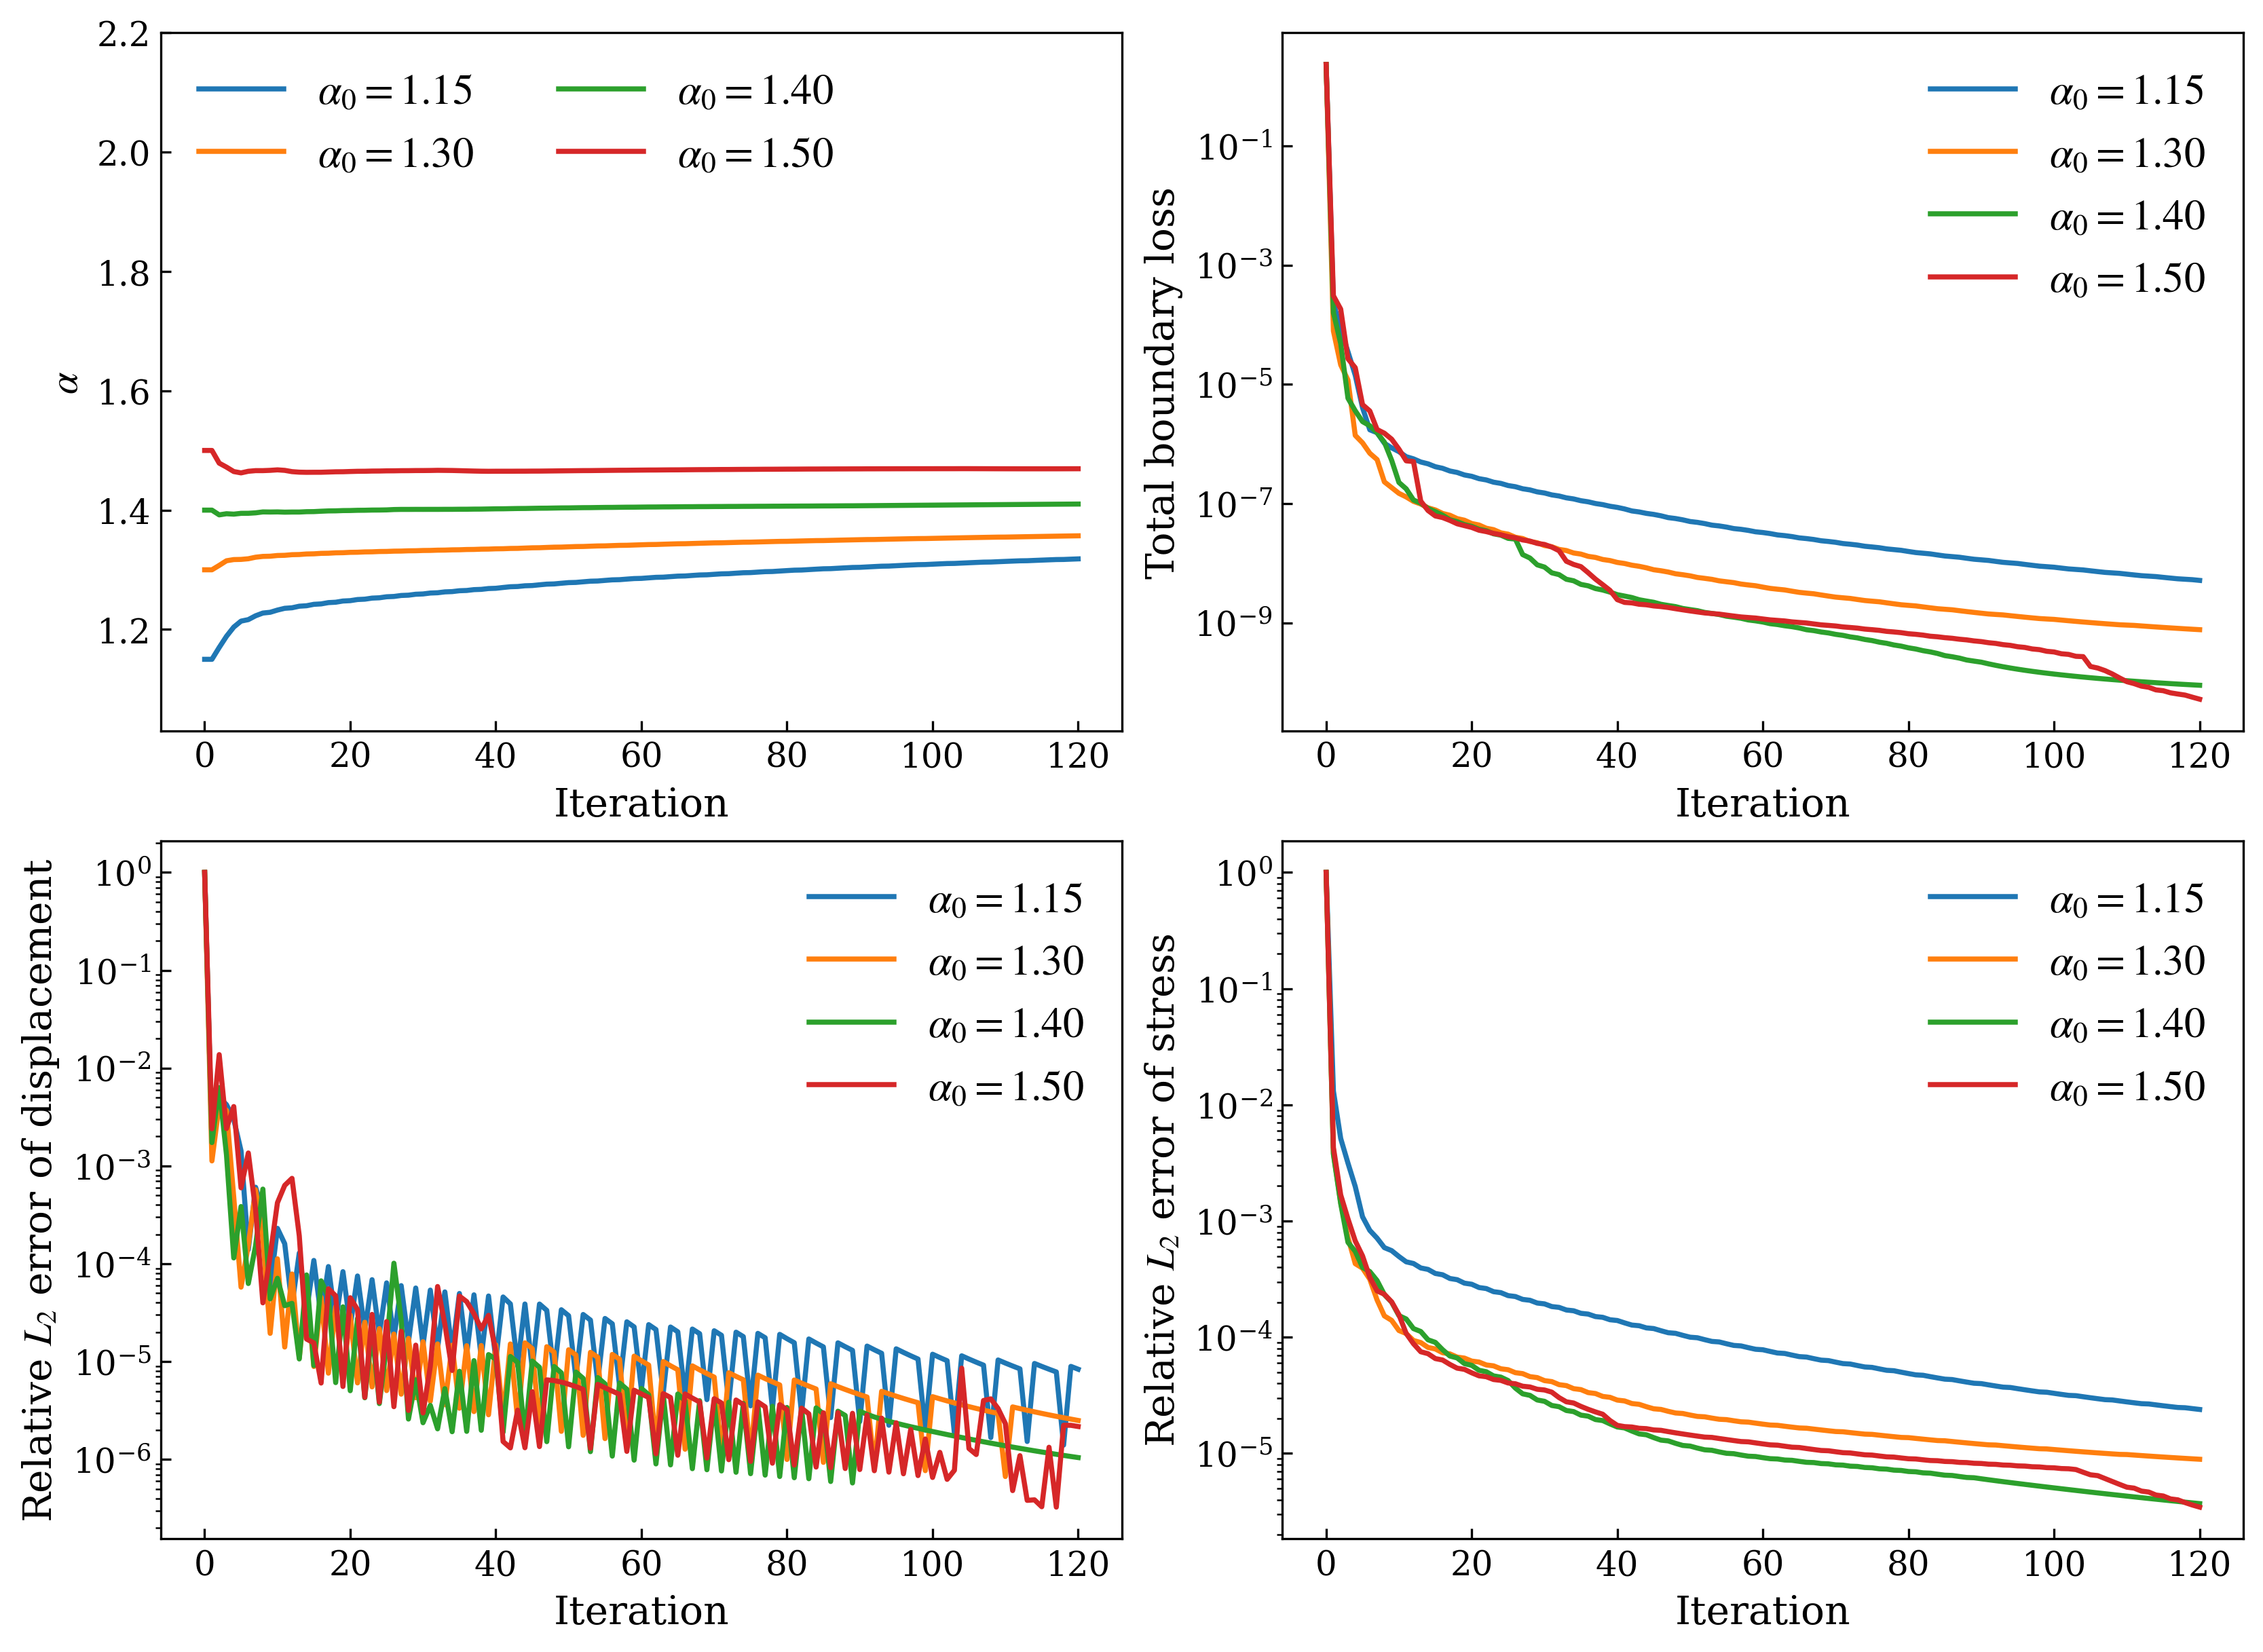 2.2
2.0
1.8
1.6
1.4
1.2
α
α₀ = 1.15
α₀ = 1.30
α₀ = 1.40
α₀ = 1.50
0 20 40 60 80 100 120
Iteration
10⁻¹
10⁻³
10⁻⁵
10⁻⁷
10⁻⁹
Total boundary loss
α₀ = 1.15
α₀ = 1.30
α₀ = 1.40
α₀ = 1.50
0 20 40 60 80 100 120
Iteration
10⁰
10⁻¹
10⁻²
10⁻³
10⁻⁴
10⁻⁵
10⁻⁶
Relative L₂ error of displacement
α₀ = 1.15
α₀ = 1.30
α₀ = 1.40
α₀ = 1.50
0 20 40 60 80 100 120
Iteration
10⁰
10⁻¹
10⁻²
10⁻³
10⁻⁴
10⁻⁵
Relative L₂ error of stress
α₀ = 1.15
α₀ = 1.30
α₀ = 1.40
α₀ = 1.50
0 20 40 60 80 100 120
Iteration